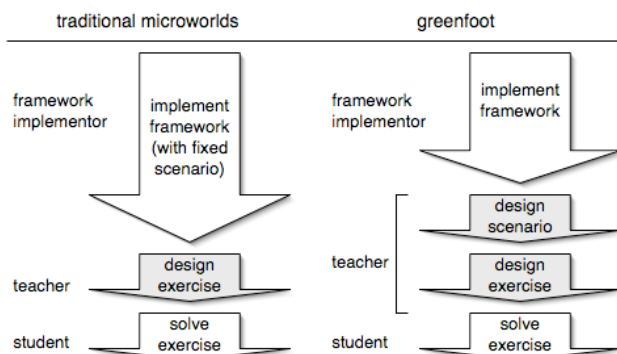 traditional microworlds
framework
implementor
implement
framework
(with fixed
scenario)
teacher
design
exercise
student
solve
exercise
greenfoot
framework
implementor
implement
framework
design
scenario
teacher
design
exercise
student
solve
exercise